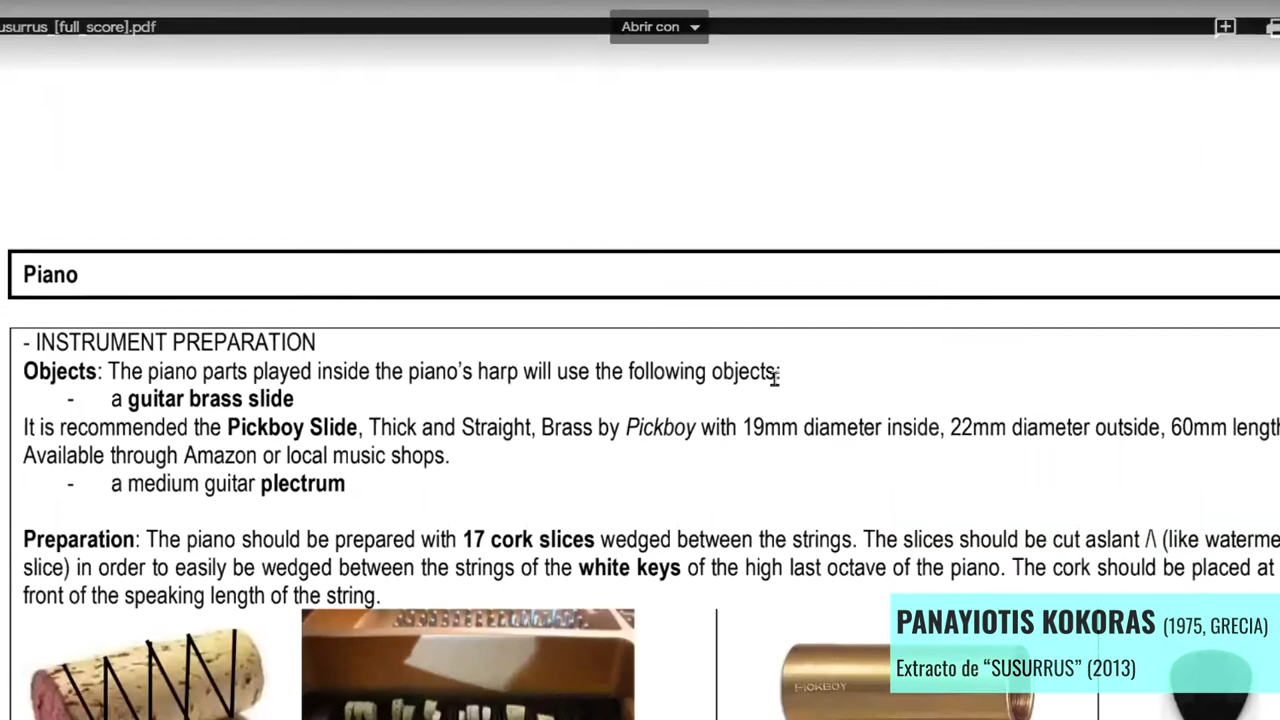 usurrus_[full_score].pdf
Abrir con
Piano
- INSTRUMENT PREPARATION
Objects: The piano parts played inside the piano's harp will use the following objects:
- a guitar brass slide
It is recommended the Pickboy Slide, Thick and Straight, Brass by Pickboy with 19mm diameter inside, 22mm diameter outside, 60mm length
Available through Amazon or local music shops.
- a medium guitar plectrum
Preparation: The piano should be prepared with 17 cork slices wedged between the strings. The slices should be cut aslant /\ (like waterme
slice) in order to easily be wedged between the strings of the white keys of the high last octave of the piano. The cork should be placed at
front of the speaking length of the string.
PICKBOY
PANAYIOTIS KOKORAS (1975, GRECIA)
Extracto de “SUSURRUS” (2013)